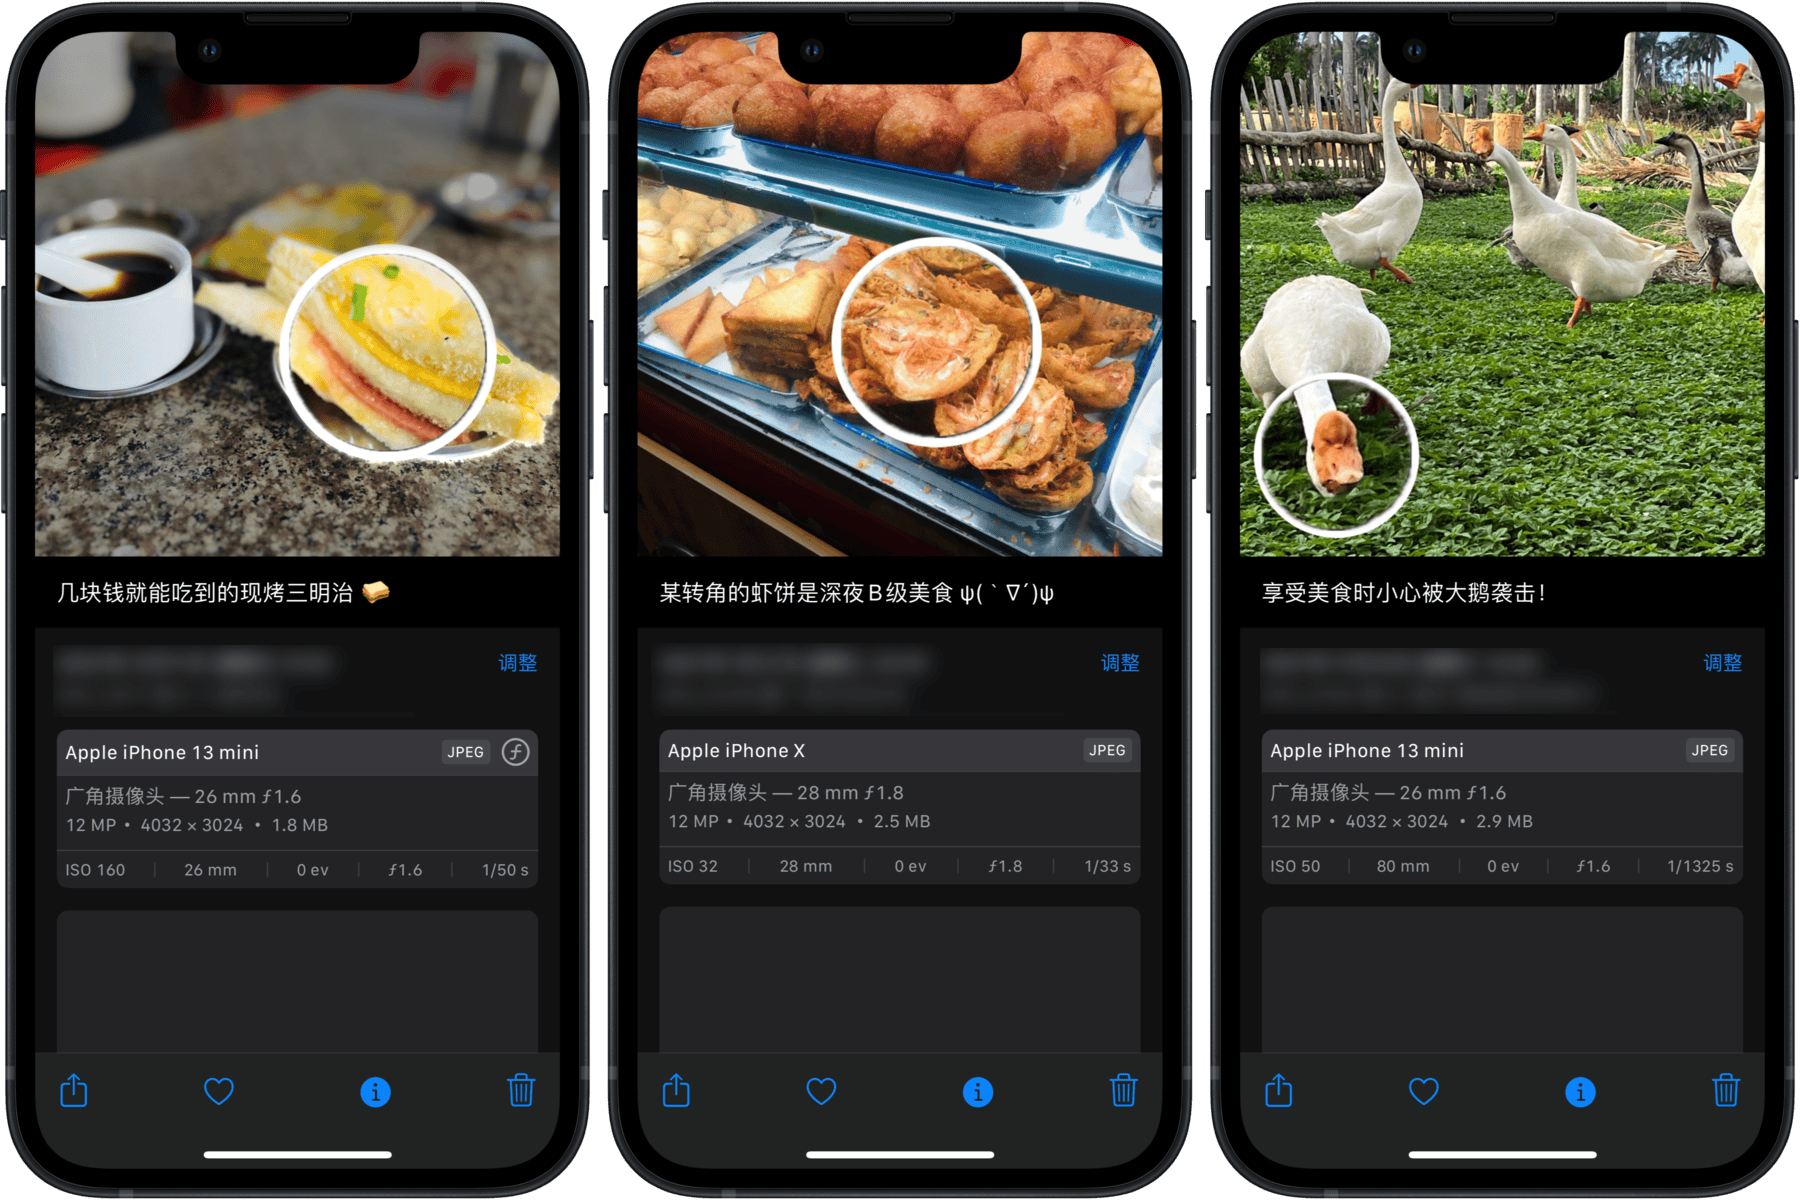 几块钱就能吃到的现烤三明治 🥪
调整
Apple iPhone 13 mini
JPEG
广角摄像头 — 26 mm ƒ1.6
12 MP • 4032 × 3024 • 1.8 MB
ISO 160
26 mm
0 ev
ƒ1.6
1/50 s
某转角的虾饼是深夜B级美食 ψ(｀∇´)ψ
调整
Apple iPhone X
JPEG
广角摄像头 — 28 mm ƒ1.8
12 MP • 4032 × 3024 • 2.5 MB
ISO 32
28 mm
0 ev
ƒ1.8
1/33 s
享受美食时小心被大鹅袭击！
调整
Apple iPhone 13 mini
JPEG
广角摄像头 — 26 mm ƒ1.6
12 MP • 4032 × 3024 • 2.9 MB
ISO 50
80 mm
0 ev
ƒ1.6
1/1325 s